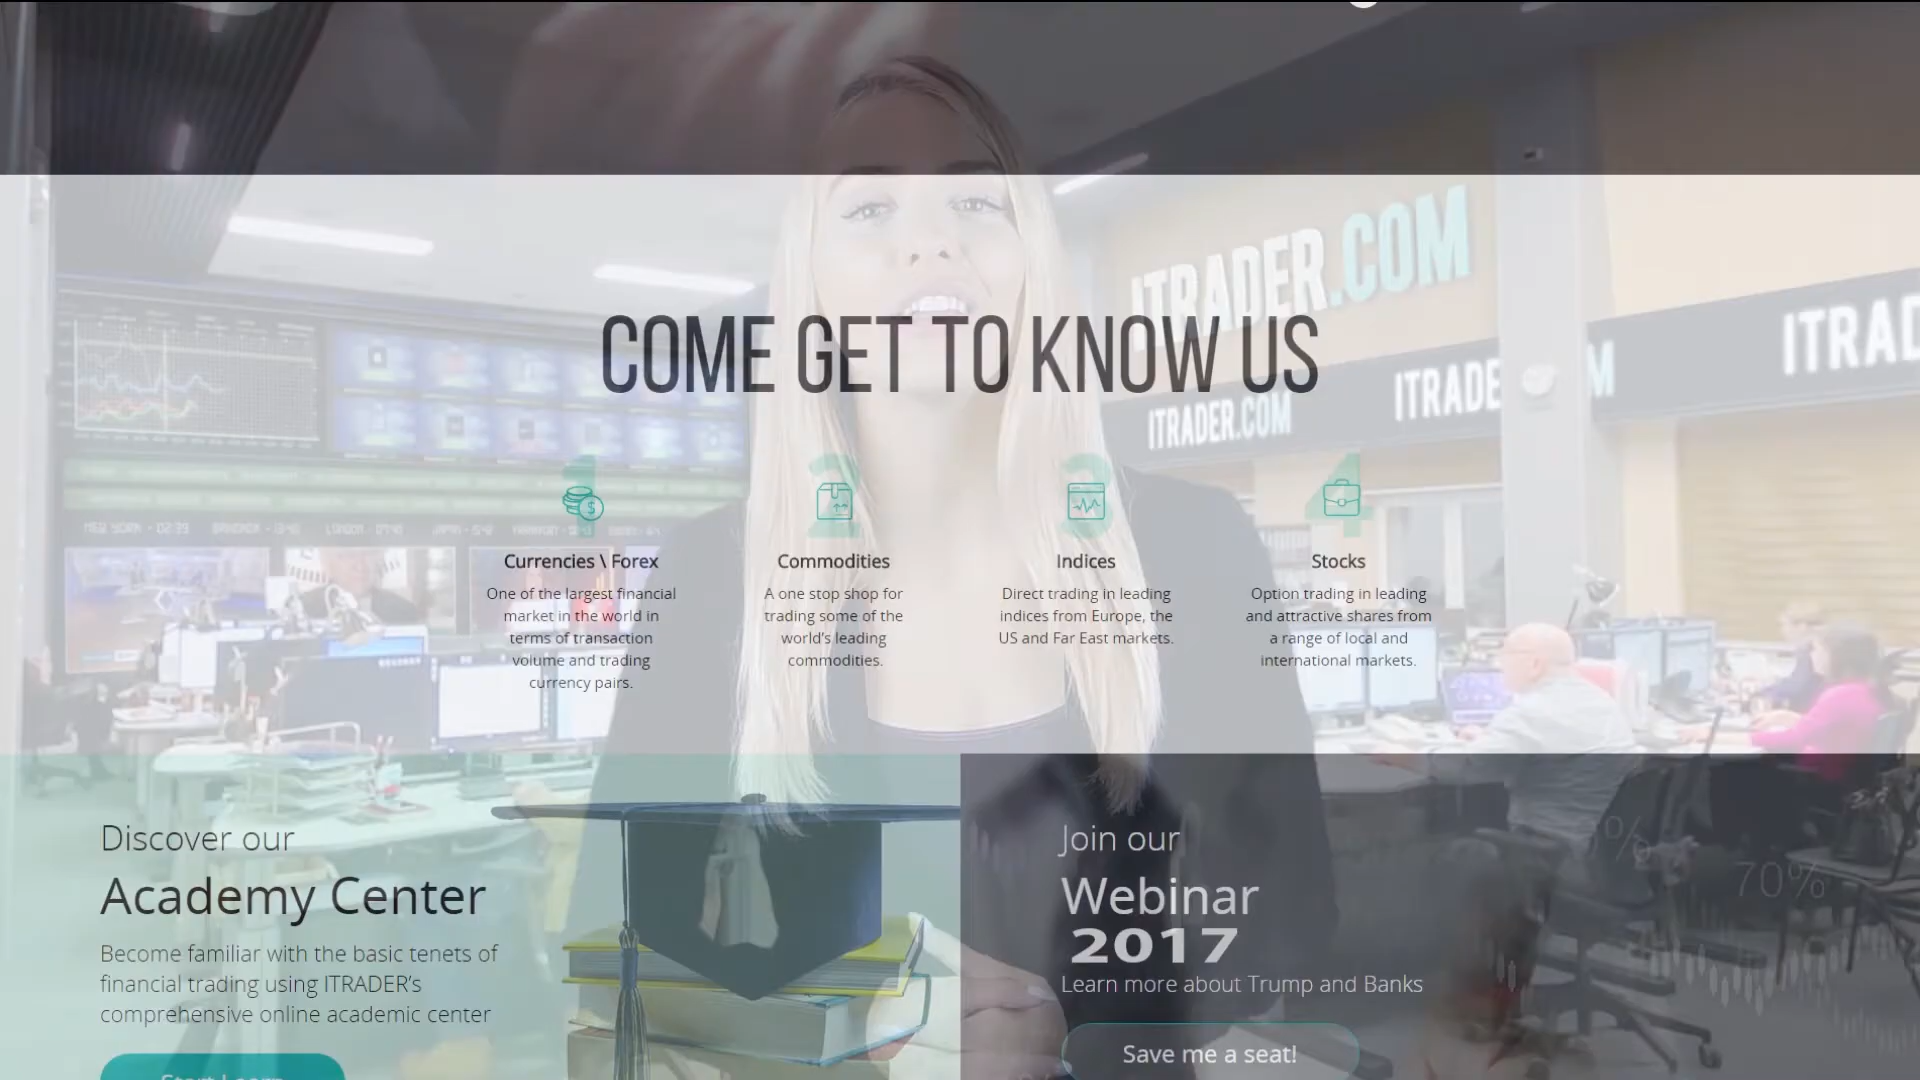 ITRADER.COM
ITRAD
COME GET TO KNOW US
ITRADE
M
ITRADER.COM
1
2
3
4
Currencies \ Forex
One of the largest financial
market in the world in
terms of transaction
volume and trading
currency pairs.
Commodities
A one stop shop for
trading some of the
world's leading
commodities.
Indices
Direct trading in leading
indices from Europe, the
US and Far East markets.
Stocks
Option trading in leading
and attractive shares from
a range of local and
international markets.
Discover our
Academy Center
Become familiar with the basic tenets of
financial trading using ITRADER's
comprehensive online academic center
Join our
Webinar
2017
Learn more about Trump and Banks
Save me a seat!
%
70%